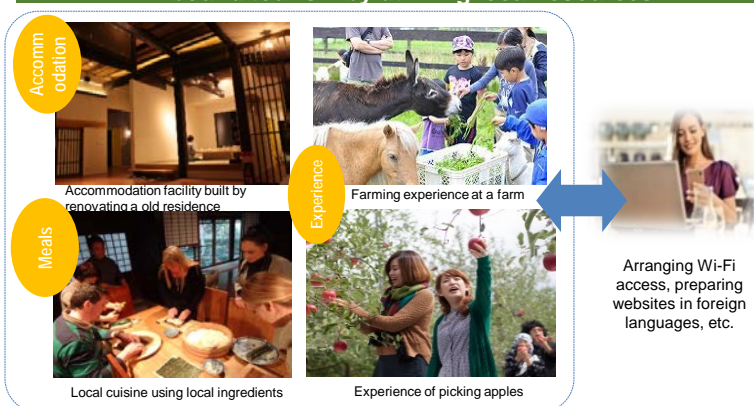 Accomm
odation
Accommodation facility built by
renovating a old residence
Experience
Farming experience at a farm
Meals
Local cuisine using local ingredients
Experience of picking apples
Arranging Wi-Fi
access, preparing
websites in foreign
languages, etc.